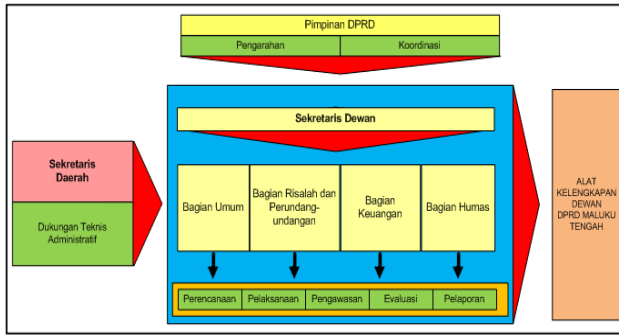 Pimpinan DPRD
Pengarahan
Koordinasi
Sekretaris Dewan
Sekretaris
Daerah
Dukungan Teknis
Administratif
Bagian Umum
Bagian Risalah dan
Perundang-
undangan
Bagian
Keuangan
Bagian Humas
Perencanaan
Pelaksanaan
Pengawasan
Evaluasi
Pelaporan
ALAT
KELENGKAPAN
DEWAN
DPRD MALUKU
TENGAH